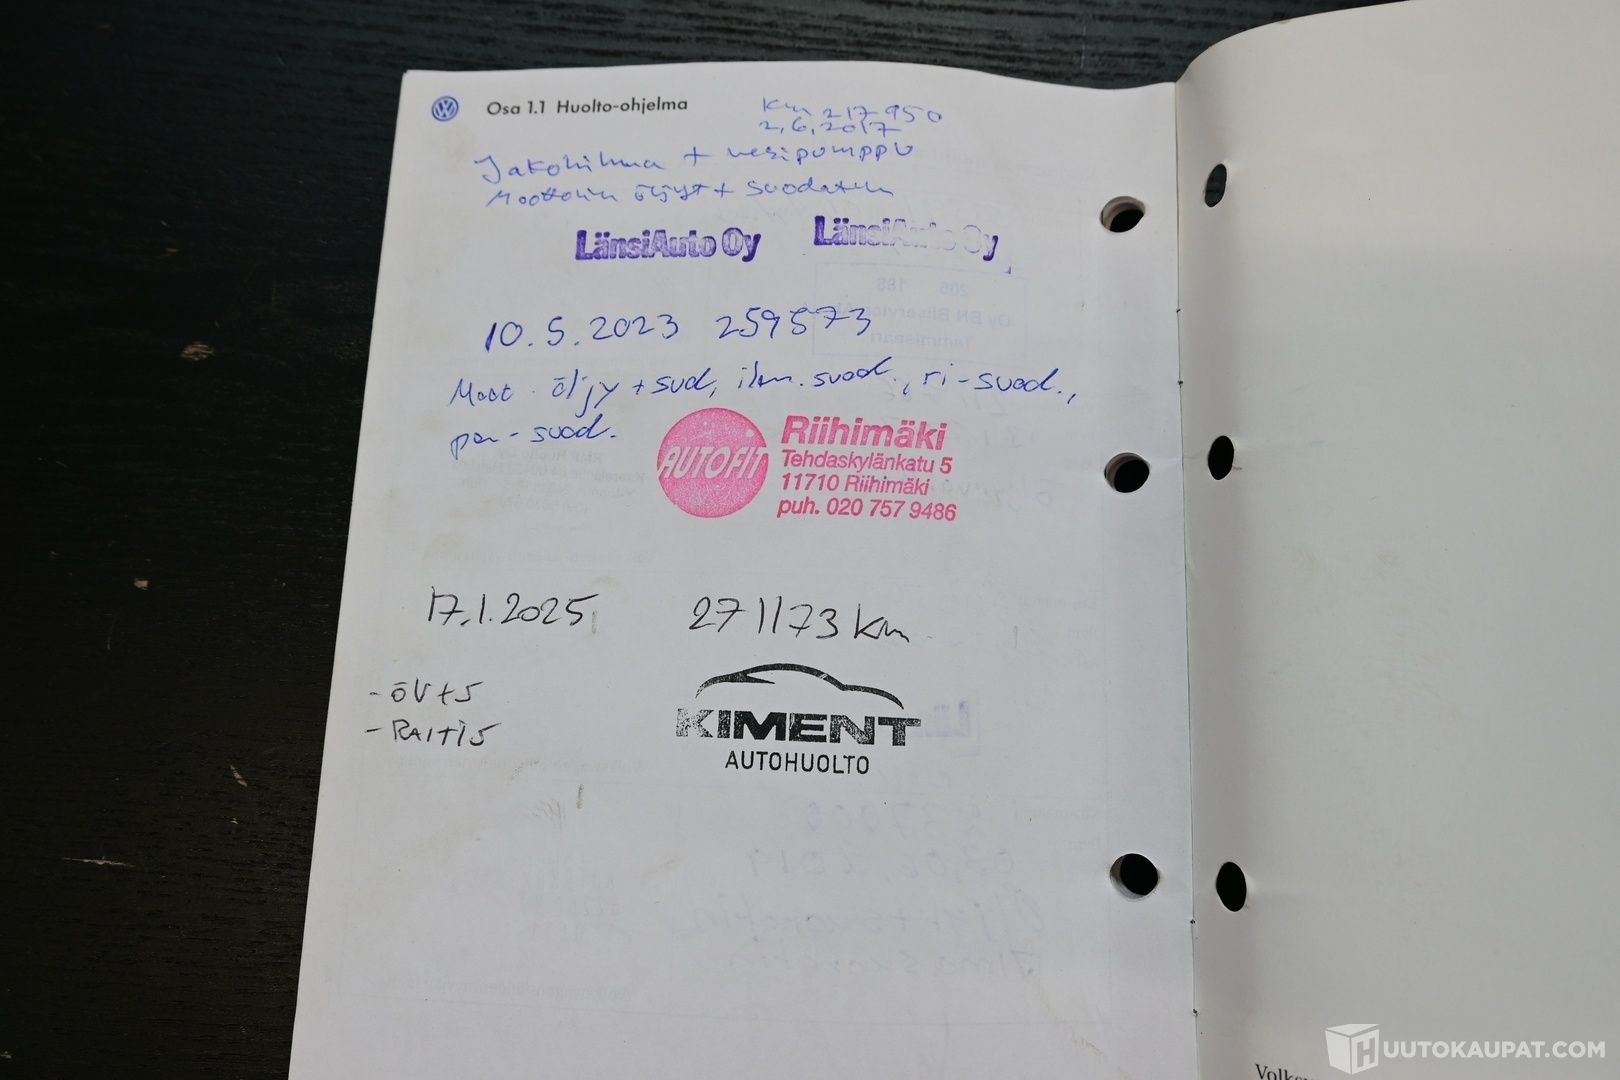 Osa 1.1 Huolto-ohjelma
Km 217 950
2.6.2017
Jakohihna + vesipumppu
Moottorin öljyt + suodatin
LänsiAuto Oy LänsiAuto Oy
10.5.2023 259573
Moot. öljy + suod, ilm. suod., ri-suod.,
pa-suod.
AUTOFIT
Riihimäki
Tehdaskylänkatu 5
11710 Riihimäki
puh. 020 757 9486
17.1.2025 271173 km
- ÖV+S
- RAITIS
KIMENT
AUTOHUOLTO
HUUTOKAUPAT.COM